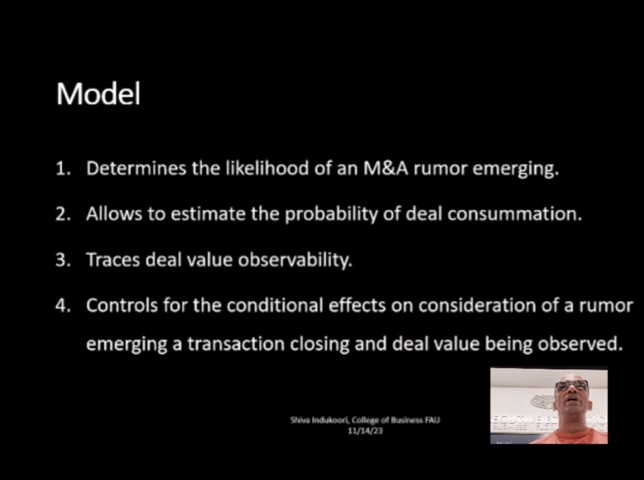 Model
1. Determines the likelihood of an M&A rumor emerging.
2. Allows to estimate the probability of deal consummation.
3. Traces deal value observability.
4. Controls for the conditional effects on consideration of a rumor
emerging a transaction closing and deal value being observed.
Shiva Indukoori, College of Business FAU
11/14/23